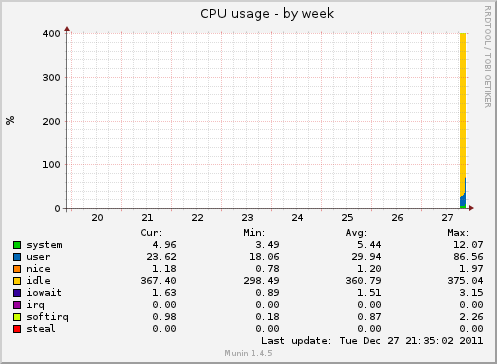 CPU usage - by week
RRDTOOL / TOBI OETIKER
%
400
300
200
100
0
20 21 22 23 24 25 26 27
Cur: Min: Avg: Max:
system 4.96 3.49 5.44 12.07
user 23.62 18.06 29.94 86.56
nice 1.18 0.78 1.20 1.97
idle 367.40 298.49 360.79 375.04
iowait 1.63 0.89 1.51 3.15
irq 0.00 0.00 0.00 0.00
softirq 0.98 0.18 0.87 2.26
steal 0.00 0.00 0.00 0.00
Last update: Tue Dec 27 21:35:02 2011
Munin 1.4.5